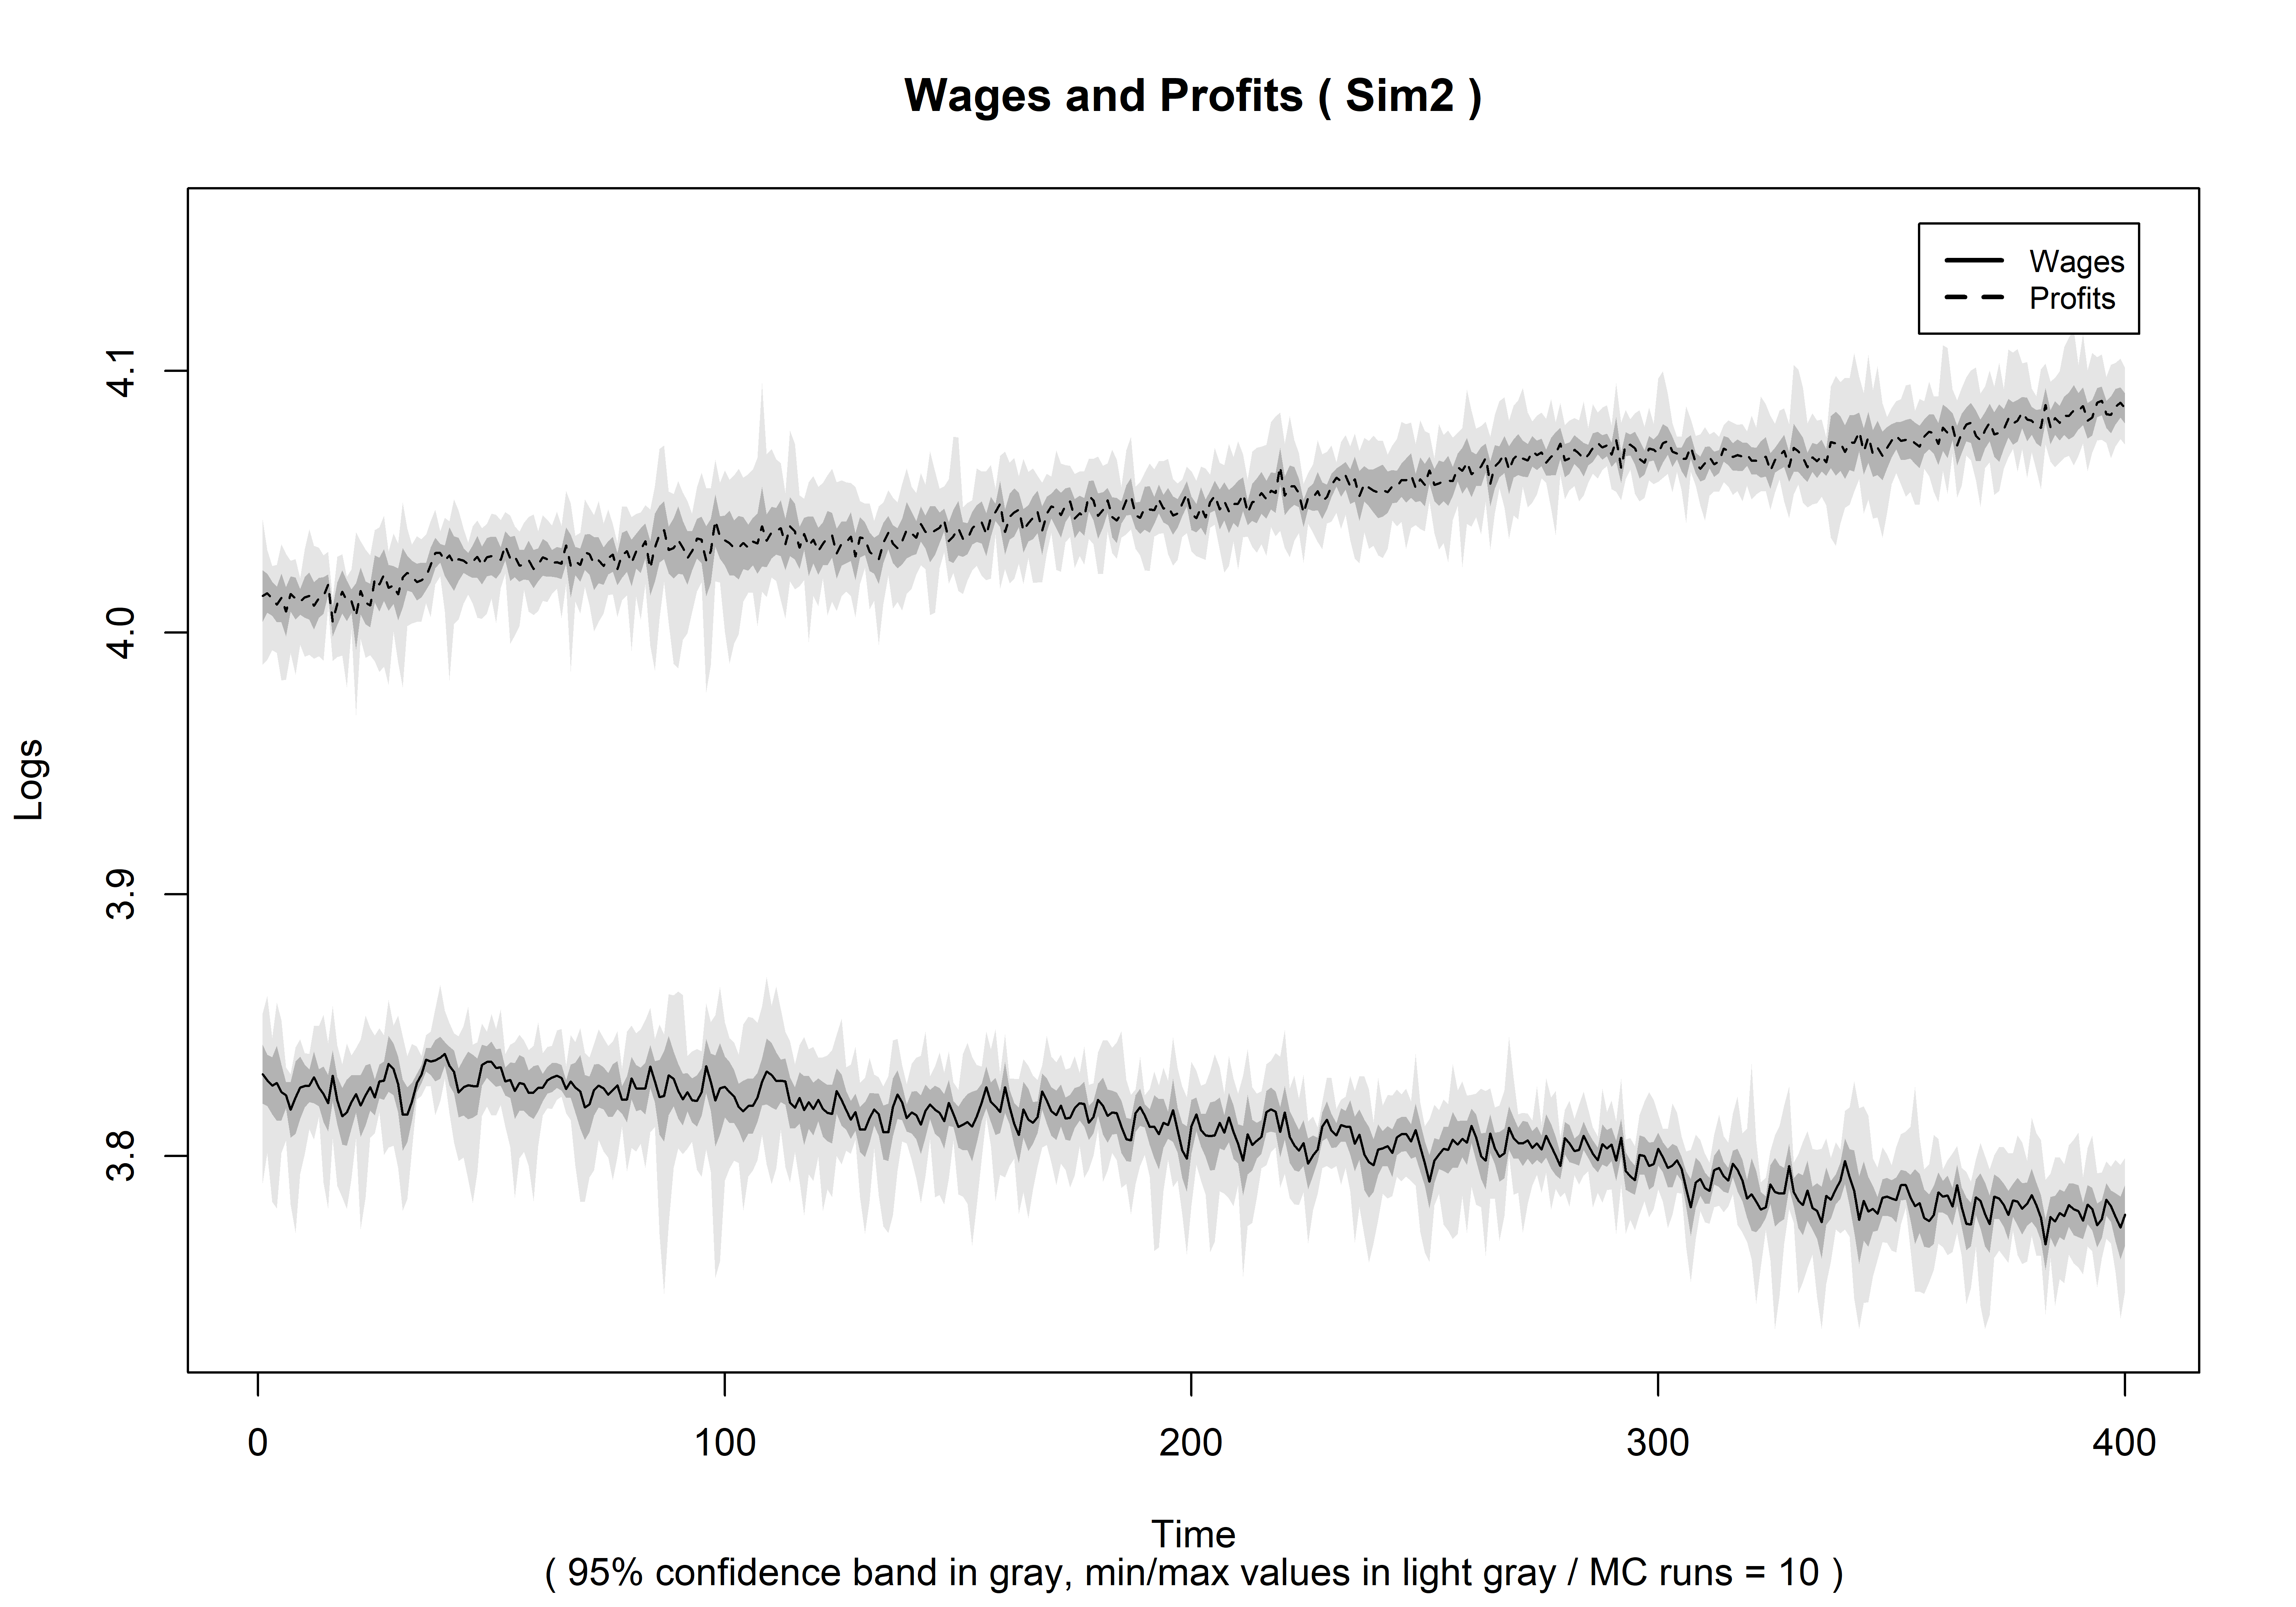 Wages and Profits ( Sim2 )
Wages
Profits
4.1
4.0
3.9
3.8
Logs
0 100 200 300 400
Time
( 95% confidence band in gray, min/max values in light gray / MC runs = 10 )